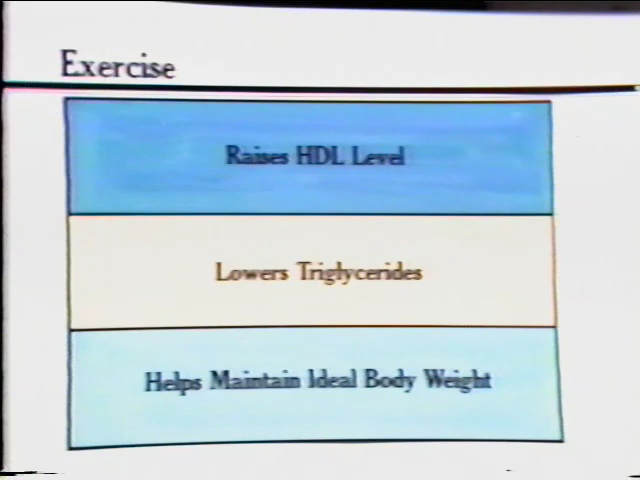 Exercise
Raises HDL Level
Lowers Triglycerides
Helps Maintain Ideal Body Weight